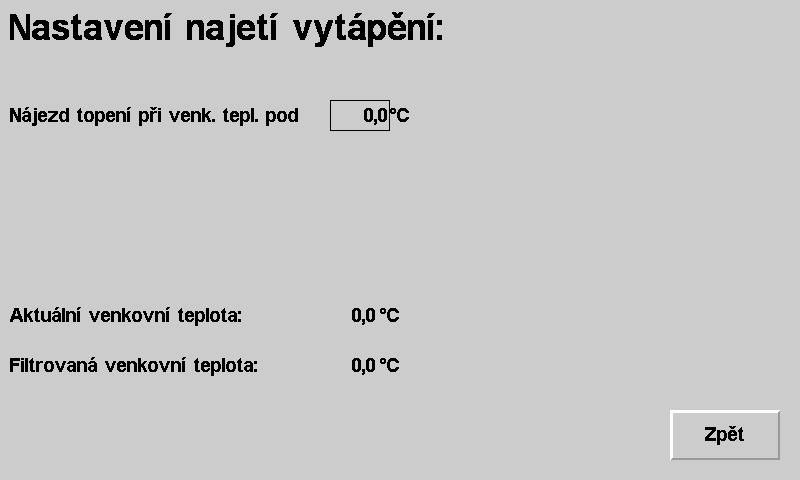 Nastavení najetí vytápění:
Nájezd topení při venk. tepl. pod 0,0°C
Aktuální venkovní teplota: 0,0 °C
Filtrovaná venkovní teplota: 0,0 °C
Zpět